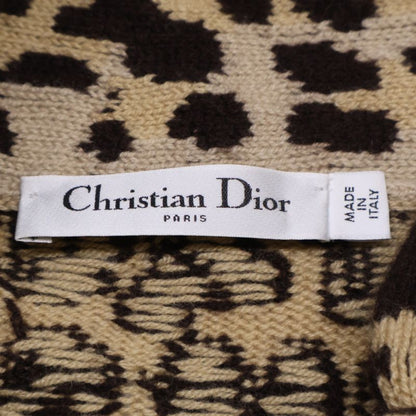 Christian Dior
PARIS
MADE
IN
ITALY